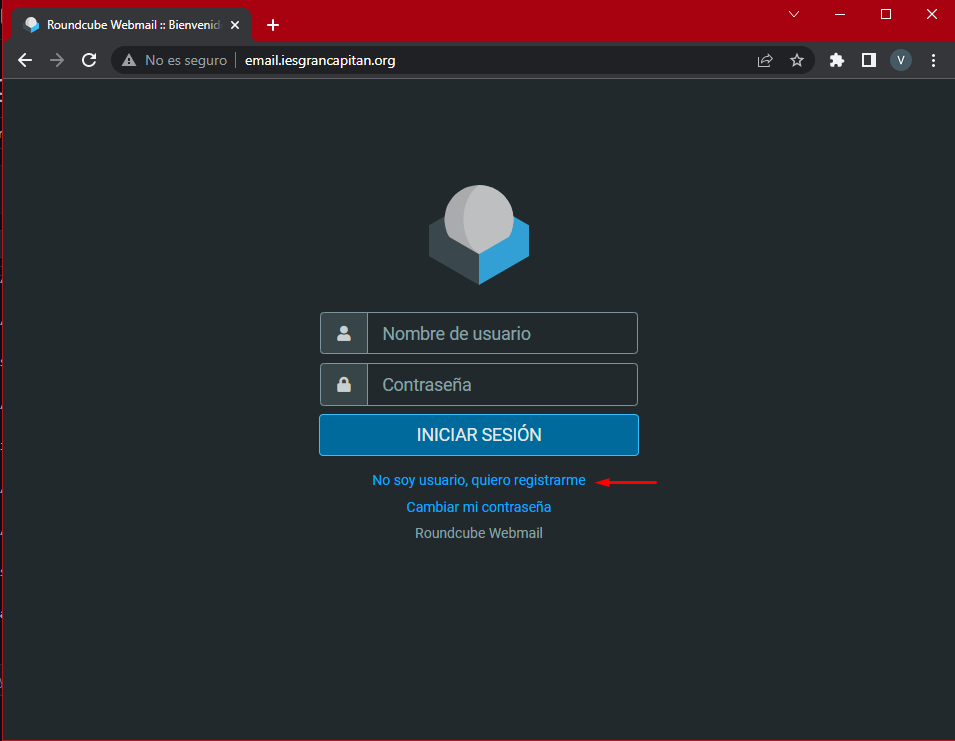 Roundcube Webmail :: Bienvenid
No es seguro
email.iesgrancapitan.org
V
Nombre de usuario
Contraseña
INICIAR SESIÓN
No soy usuario, quiero registrarme
Cambiar mi contraseña
Roundcube Webmail